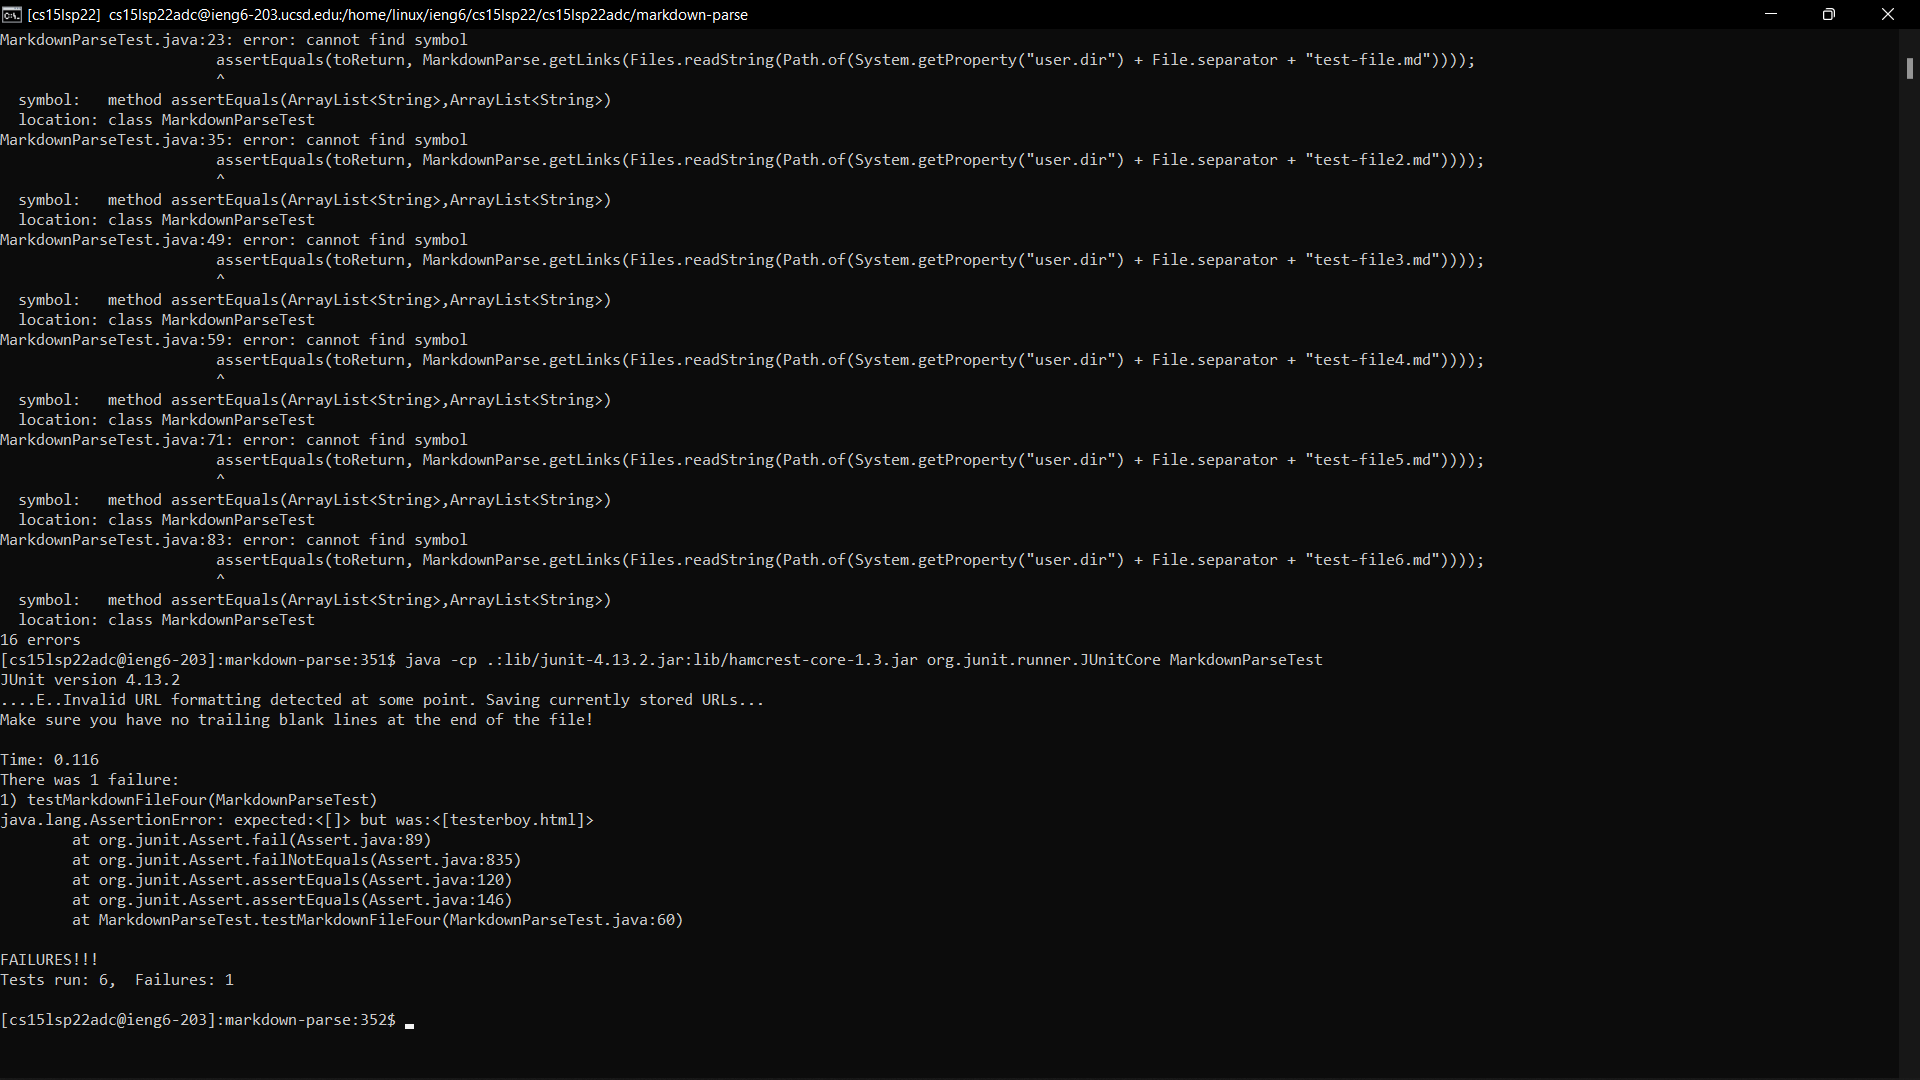 [cs15lsp22] cs15lsp22adc@ieng6-203.ucsd.edu:/home/linux/ieng6/cs15lsp22/cs15lsp22adc/markdown-parse
MarkdownParseTest.java:23: error: cannot find symbol
assertEquals(toReturn, MarkdownParse.getLinks(Files.readString(Path.of(System.getProperty("user.dir") + File.separator + "test-file.md"))));
^
symbol:   method assertEquals(ArrayList<String>,ArrayList<String>)
location: class MarkdownParseTest
MarkdownParseTest.java:35: error: cannot find symbol
assertEquals(toReturn, MarkdownParse.getLinks(Files.readString(Path.of(System.getProperty("user.dir") + File.separator + "test-file2.md"))));
^
symbol:   method assertEquals(ArrayList<String>,ArrayList<String>)
location: class MarkdownParseTest
MarkdownParseTest.java:49: error: cannot find symbol
assertEquals(toReturn, MarkdownParse.getLinks(Files.readString(Path.of(System.getProperty("user.dir") + File.separator + "test-file3.md"))));
^
symbol:   method assertEquals(ArrayList<String>,ArrayList<String>)
location: class MarkdownParseTest
MarkdownParseTest.java:59: error: cannot find symbol
assertEquals(toReturn, MarkdownParse.getLinks(Files.readString(Path.of(System.getProperty("user.dir") + File.separator + "test-file4.md"))));
^
symbol:   method assertEquals(ArrayList<String>,ArrayList<String>)
location: class MarkdownParseTest
MarkdownParseTest.java:71: error: cannot find symbol
assertEquals(toReturn, MarkdownParse.getLinks(Files.readString(Path.of(System.getProperty("user.dir") + File.separator + "test-file5.md"))));
^
symbol:   method assertEquals(ArrayList<String>,ArrayList<String>)
location: class MarkdownParseTest
MarkdownParseTest.java:83: error: cannot find symbol
assertEquals(toReturn, MarkdownParse.getLinks(Files.readString(Path.of(System.getProperty("user.dir") + File.separator + "test-file6.md"))));
^
symbol:   method assertEquals(ArrayList<String>,ArrayList<String>)
location: class MarkdownParseTest
16 errors
[cs15lsp22adc@ieng6-203]:markdown-parse:351$ java -cp .:lib/junit-4.13.2.jar:lib/hamcrest-core-1.3.jar org.junit.runner.JUnitCore MarkdownParseTest
JUnit version 4.13.2
....E..Invalid URL formatting detected at some point. Saving currently stored URLs...
Make sure you have no trailing blank lines at the end of the file!
Time: 0.116
There was 1 failure:
1) testMarkdownFileFour(MarkdownParseTest)
java.lang.AssertionError: expected:<[]> but was:<[testerboy.html]>
at org.junit.Assert.fail(Assert.java:89)
at org.junit.Assert.failNotEquals(Assert.java:835)
at org.junit.Assert.assertEquals(Assert.java:120)
at org.junit.Assert.assertEquals(Assert.java:146)
at MarkdownParseTest.testMarkdownFileFour(MarkdownParseTest.java:60)
FAILURES!!!
Tests run: 6,  Failures: 1
[cs15lsp22adc@ieng6-203]:markdown-parse:352$